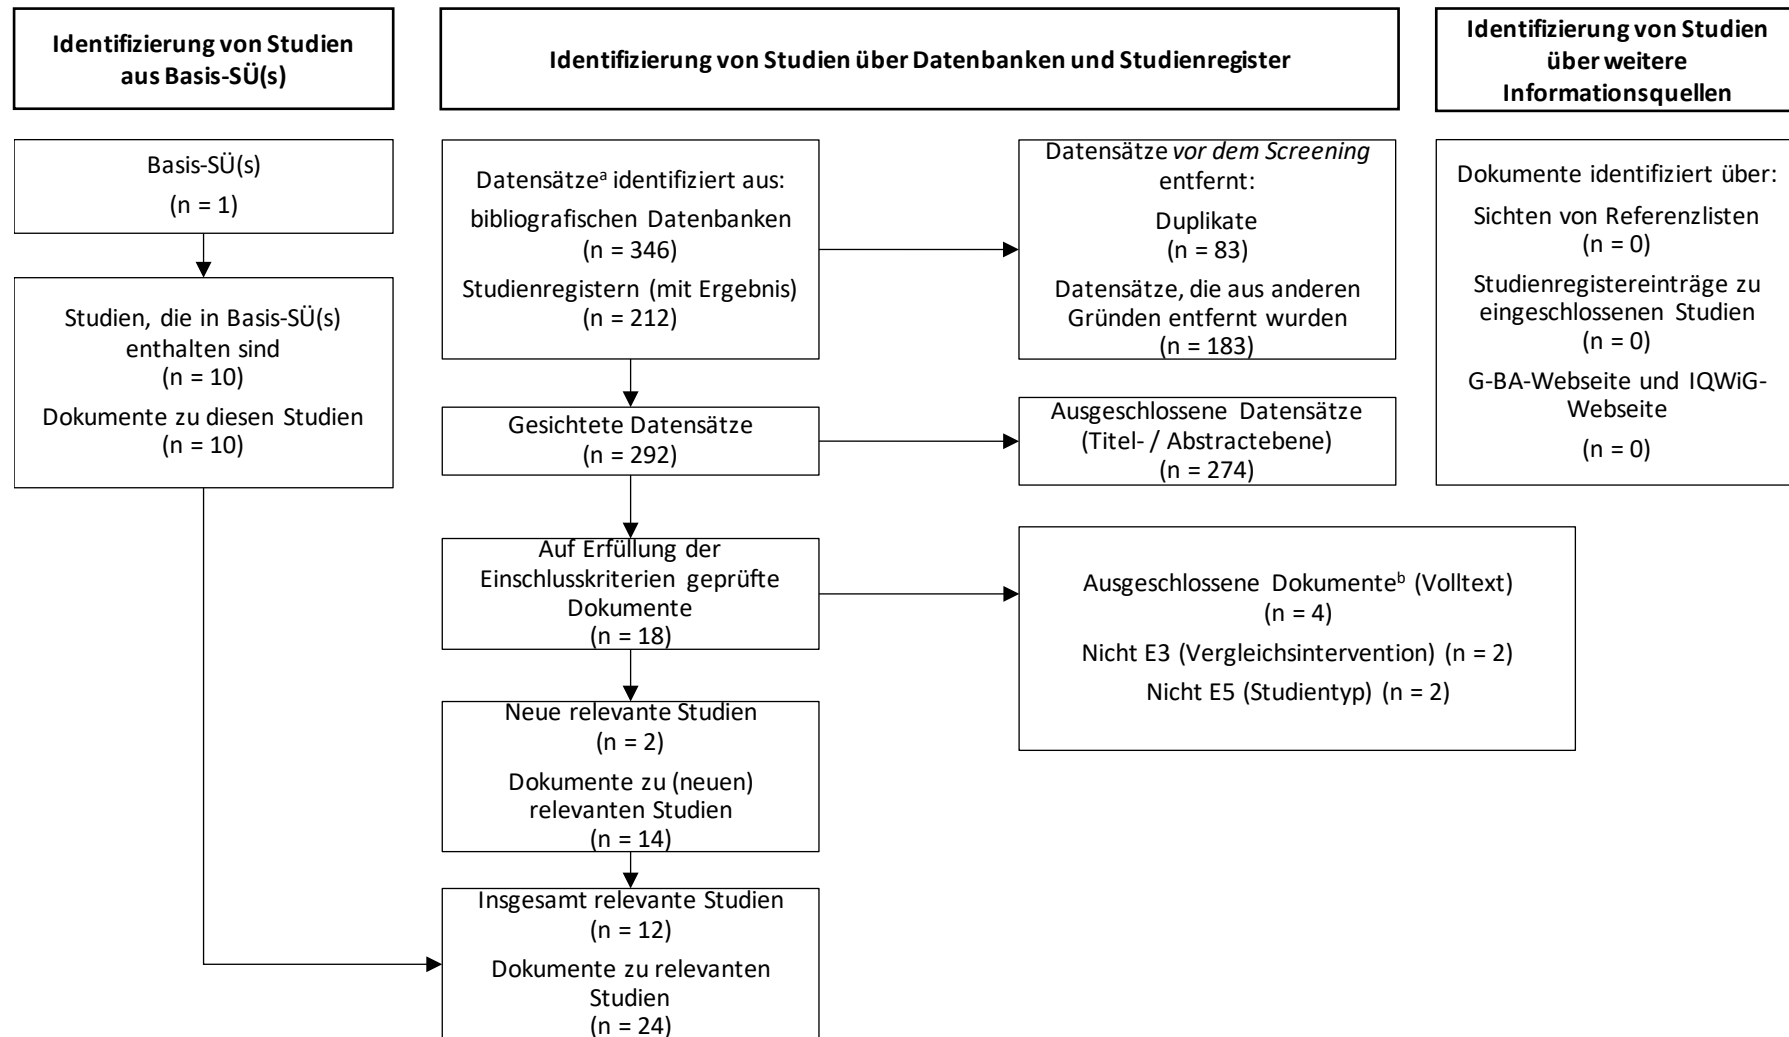 Identifizierung von Studien
aus Basis-SÜ(s)
Identifizierung von Studien über Datenbanken und Studienregister
Identifizierung von Studien
über weitere
Informationsquellen
Basis-SÜ(s)
(n = 1)
Studien, die in Basis-SÜ(s)
enthalten sind
(n = 10)
Dokumente zu diesen Studien
(n = 10)
Datensätzeᵃ identifiziert aus:
bibliografischen Datenbanken
(n = 346)
Studienregistern (mit Ergebnis)
(n = 212)
Datensätze vor dem Screening
entfernt:
Duplikate
(n = 83)
Datensätze, die aus anderen
Gründen entfernt wurden
(n = 183)
Dokumente identifiziert über:
Sichten von Referenzlisten
(n = 0)
Studienregistereinträge zu
eingeschlossenen Studien
(n = 0)
G-BA-Webseite und IQWiG-
Webseite
(n = 0)
Gesichtete Datensätze
(n = 292)
Ausgeschlossene Datensätze
(Titel- / Abstractebene)
(n = 274)
Auf Erfüllung der
Einschlusskriterien geprüfte
Dokumente
(n = 18)
Ausgeschlossene Dokumenteᵇ (Volltext)
(n = 4)
Nicht E3 (Vergleichsintervention) (n = 2)
Nicht E5 (Studientyp) (n = 2)
Neue relevante Studien
(n = 2)
Dokumente zu (neuen)
relevanten Studien
(n = 14)
Insgesamt relevante Studien
(n = 12)
Dokumente zu relevanten
Studien
(n = 24)